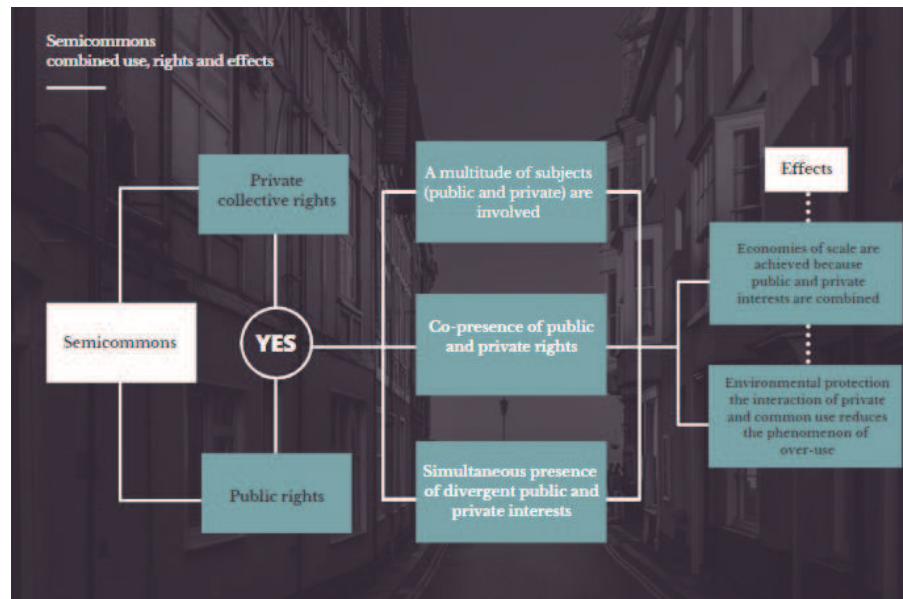 Semicommons
combined use, rights and effects
Private
collective rights
Semicommons
YES
Public rights
A multitude of subjects
(public and private) are
involved
Co-presence of public
and private rights
Simultaneous presence
of divergent public and
private interests
Effects
Economies of scale are
achieved because
public and private
interests are combined
Environmental protection
the interaction of private
and common use reduces
the phenomenon of
over-use